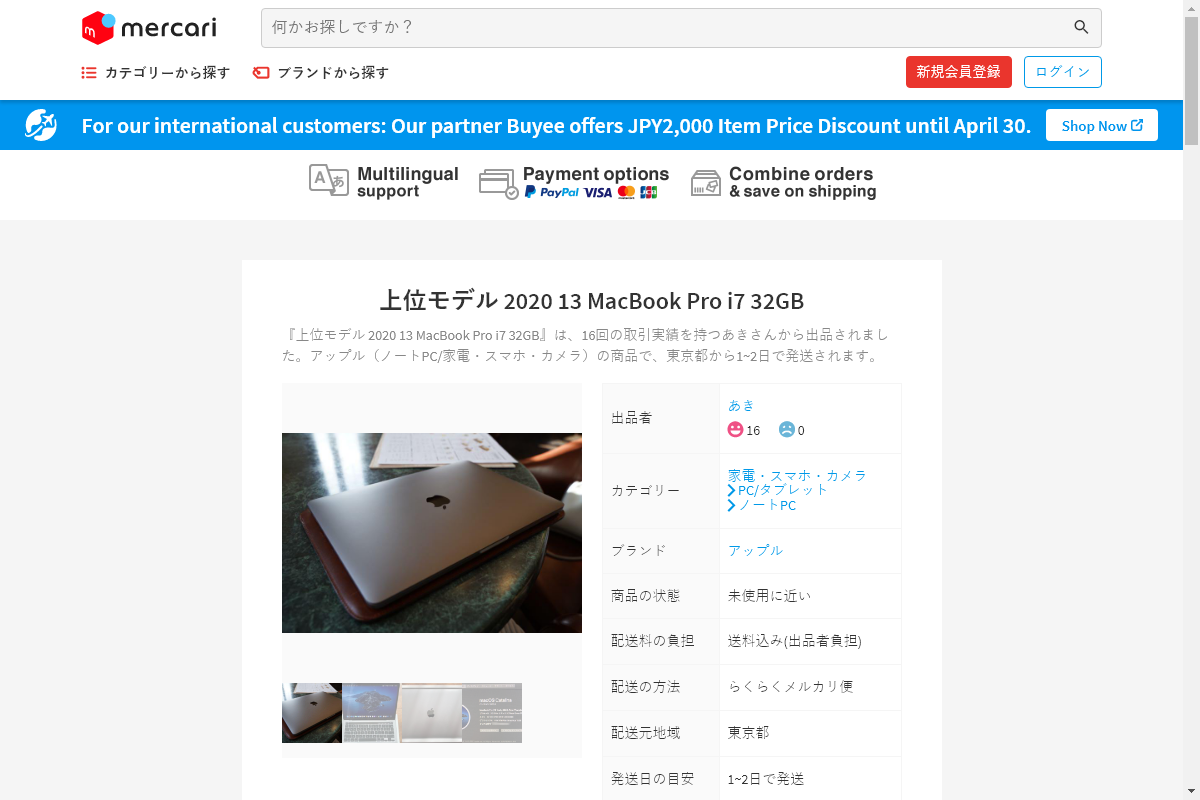 mercari
何かお探しですか？
カテゴリーから探す
ブランドから探す
新規会員登録
ログイン
For our international customers: Our partner Buyee offers JPY2,000 Item Price Discount until April 30.
Shop Now
A あ
Multilingual
support
Payment options
PayPal VISA JCB
Combine orders
& save on shipping
上位モデル 2020 13 MacBook Pro i7 32GB
『上位モデル 2020 13 MacBook Pro i7 32GB』は、16回の取引実績を持つあきさんから出品されまし
た。アップル（ノートPC/家電・スマホ・カメラ）の商品で、東京都から1~2日で発送されます。
出品者
あき
16 0
カテゴリー
家電・スマホ・カメラ
PC/タブレット
ノートPC
ブランド
アップル
商品の状態
未使用に近い
配送料の負担
送料込み(出品者負担)
配送の方法
らくらくメルカリ便
配送元地域
東京都
発送日の目安
1~2日で発送
macOS Catalina